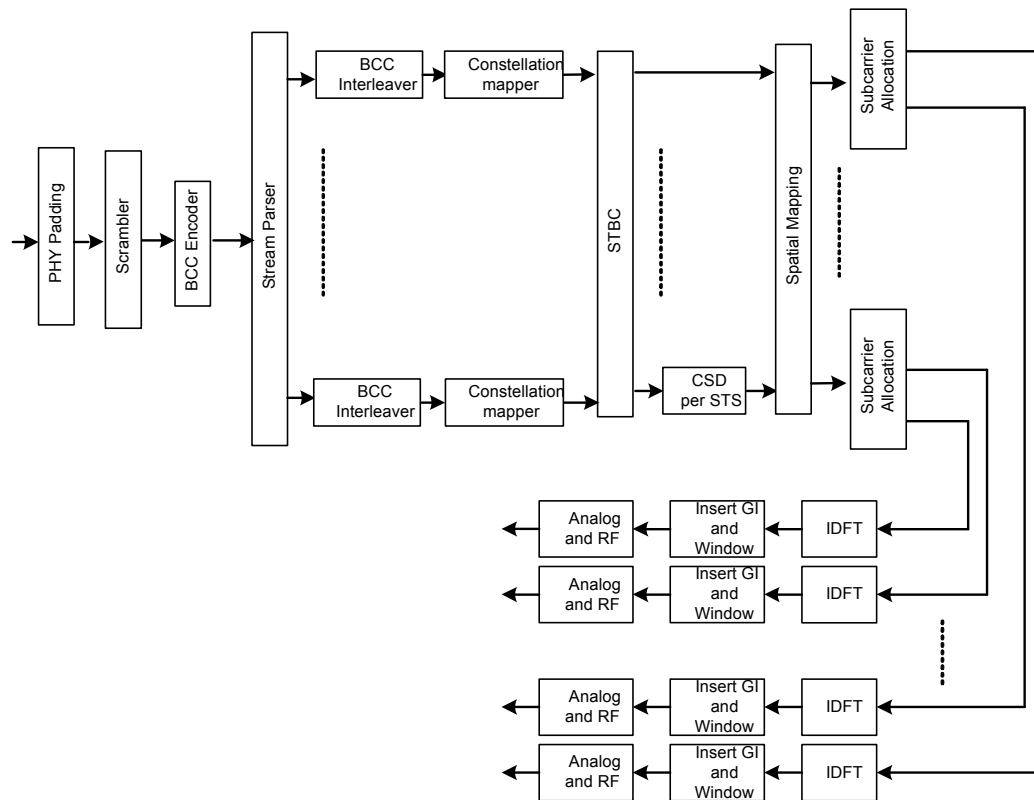 PHY Padding
Scrambler
BCC Encoder
Stream Parser
BCC
Interleaver
Constellation
mapper
BCC
Interleaver
Constellation
mapper
STBC
CSD
per STS
Spatial Mapping
Subcarrier
Allocation
Subcarrier
Allocation
Analog
and RF
Insert GI
and
Window
IDFT
Analog
and RF
Insert GI
and
Window
IDFT
Analog
and RF
Insert GI
and
Window
IDFT
Analog
and RF
Insert GI
and
Window
IDFT